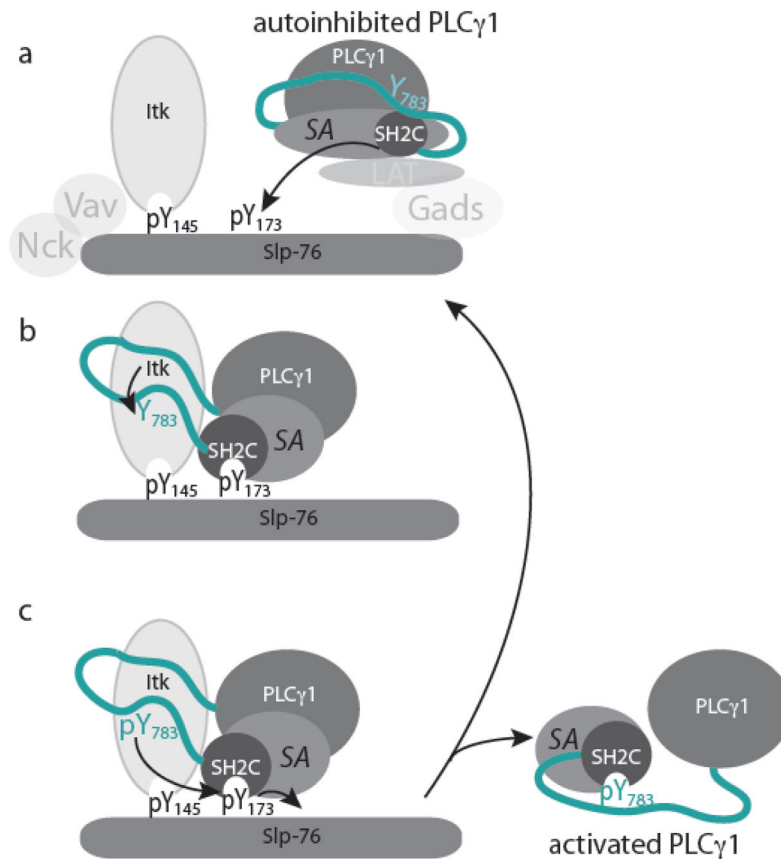 autoinhibited PLCγ1
a
PLCγ1
Itk
Y783
SA
SH2C
LAT
Vav
Gads
pY145
pY173
Nck
Slp-76
b
Itk
PLCγ1
Y783
SA
SH2C
pY145
pY173
Slp-76
c
Itk
PLCγ1
pY783
SA
SH2C
pY145
pY173
Slp-76
PLCγ1
SA
SH2C
pY783
activated PLCγ1